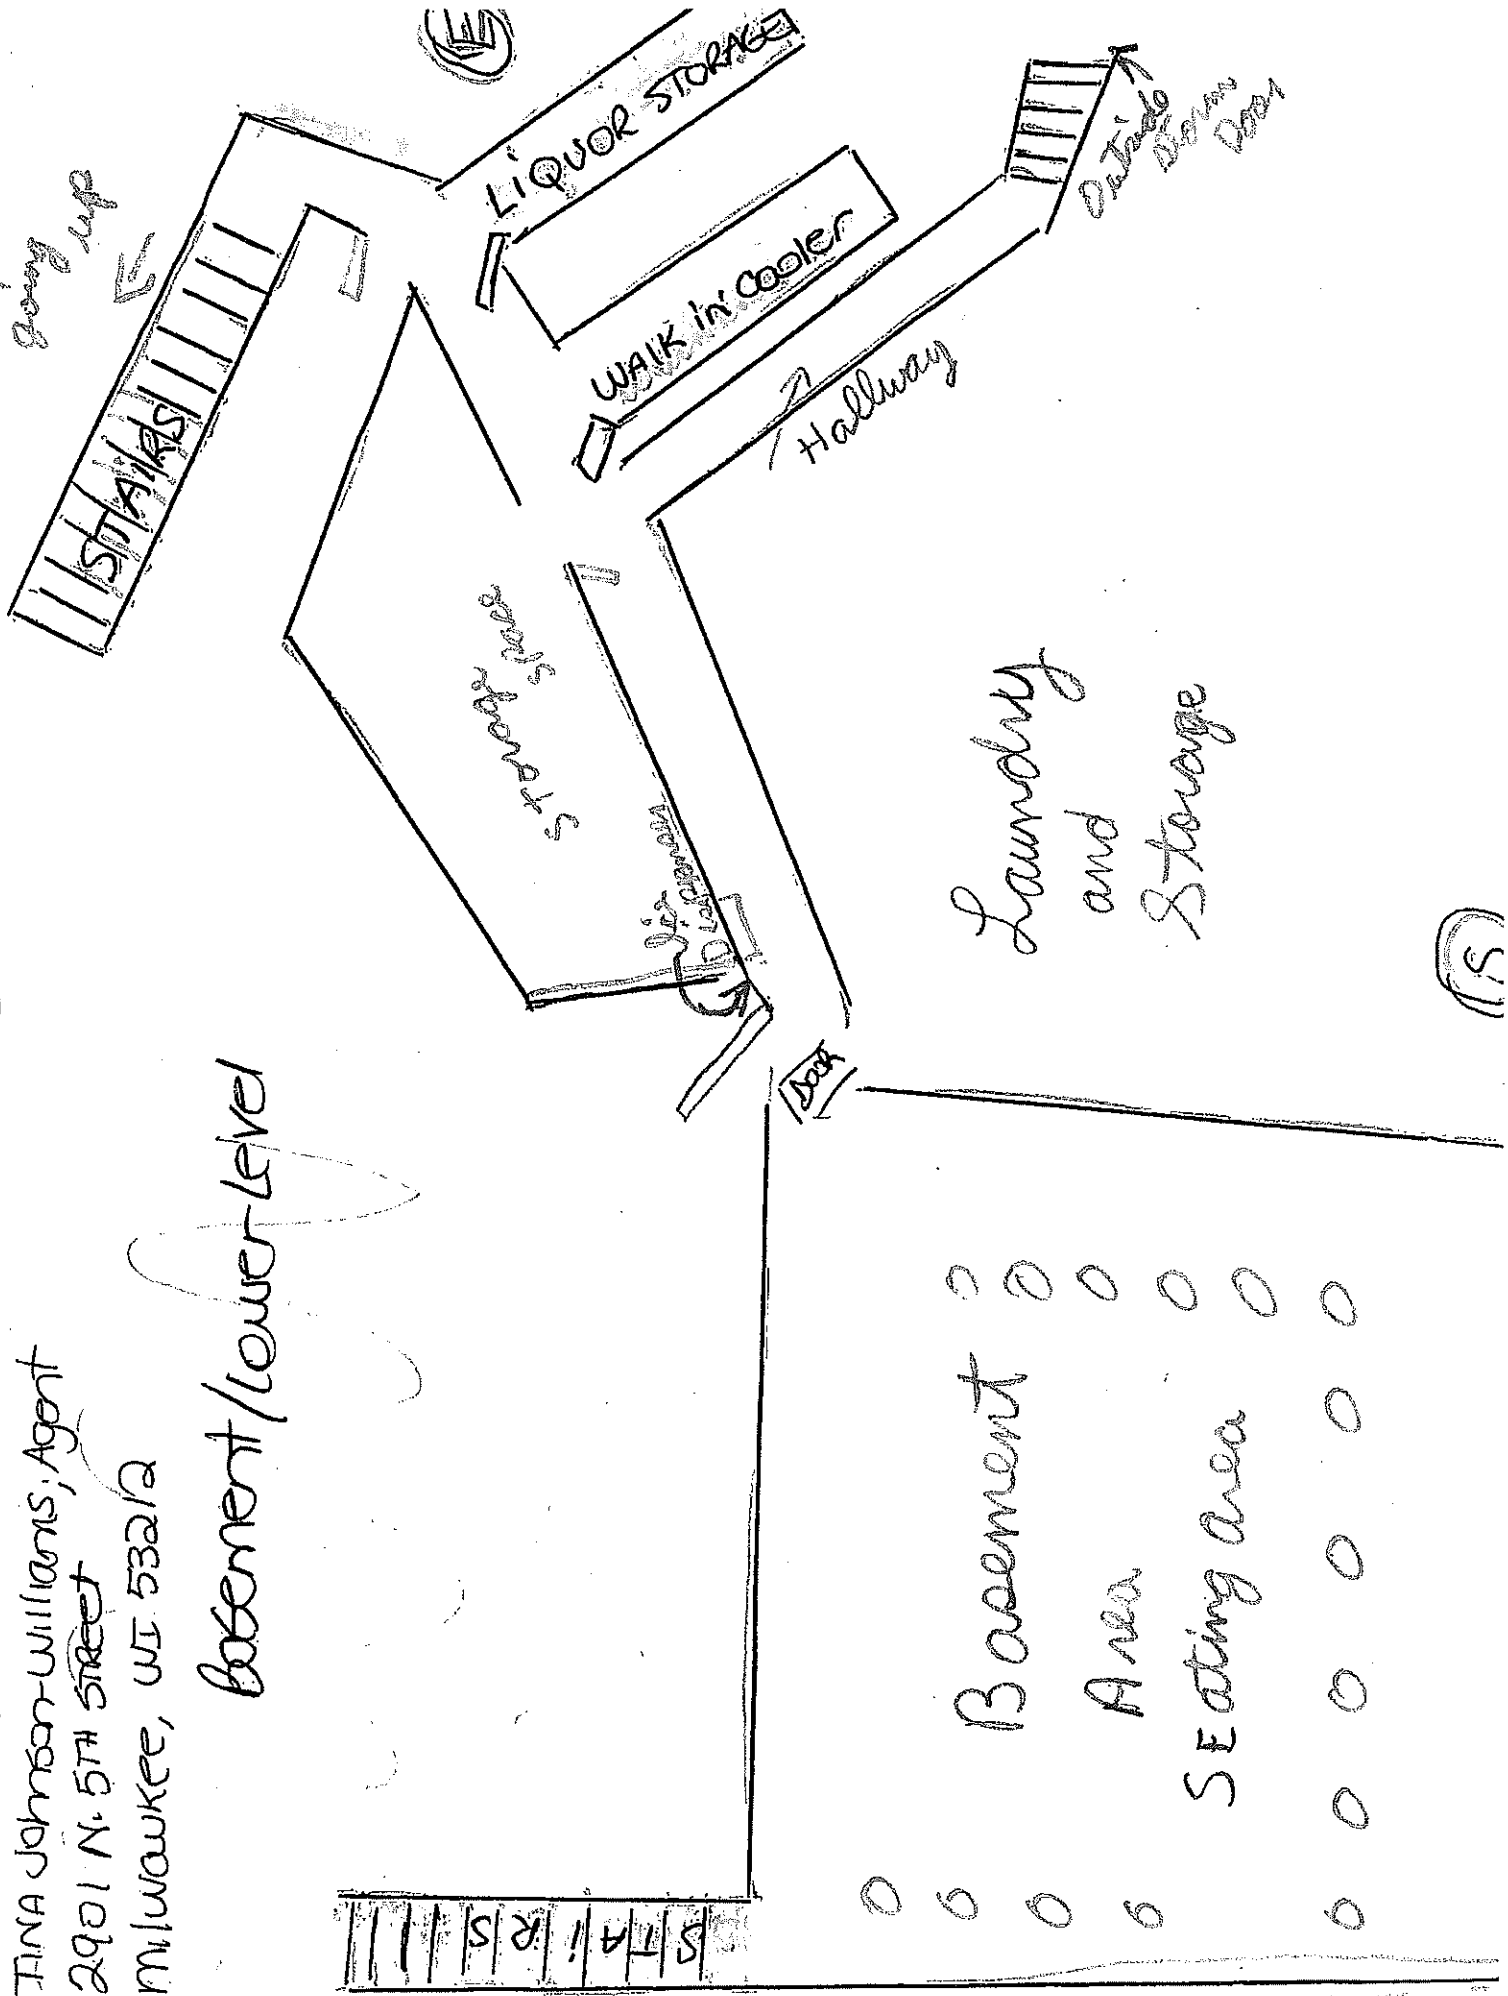 TINA Johnson-Williams; Agent
2901 N. 5TH STREET
Milwaukee, WI 53212
Basement/Lower-Level
going up
STAIRS
E
LiQUOR STORAGE
WALK in Cooler
Hallway
Outside
Door
Storage
Space
Door
Laundry
and
Storage
S
STAiRS
Basement
Area
SEating area